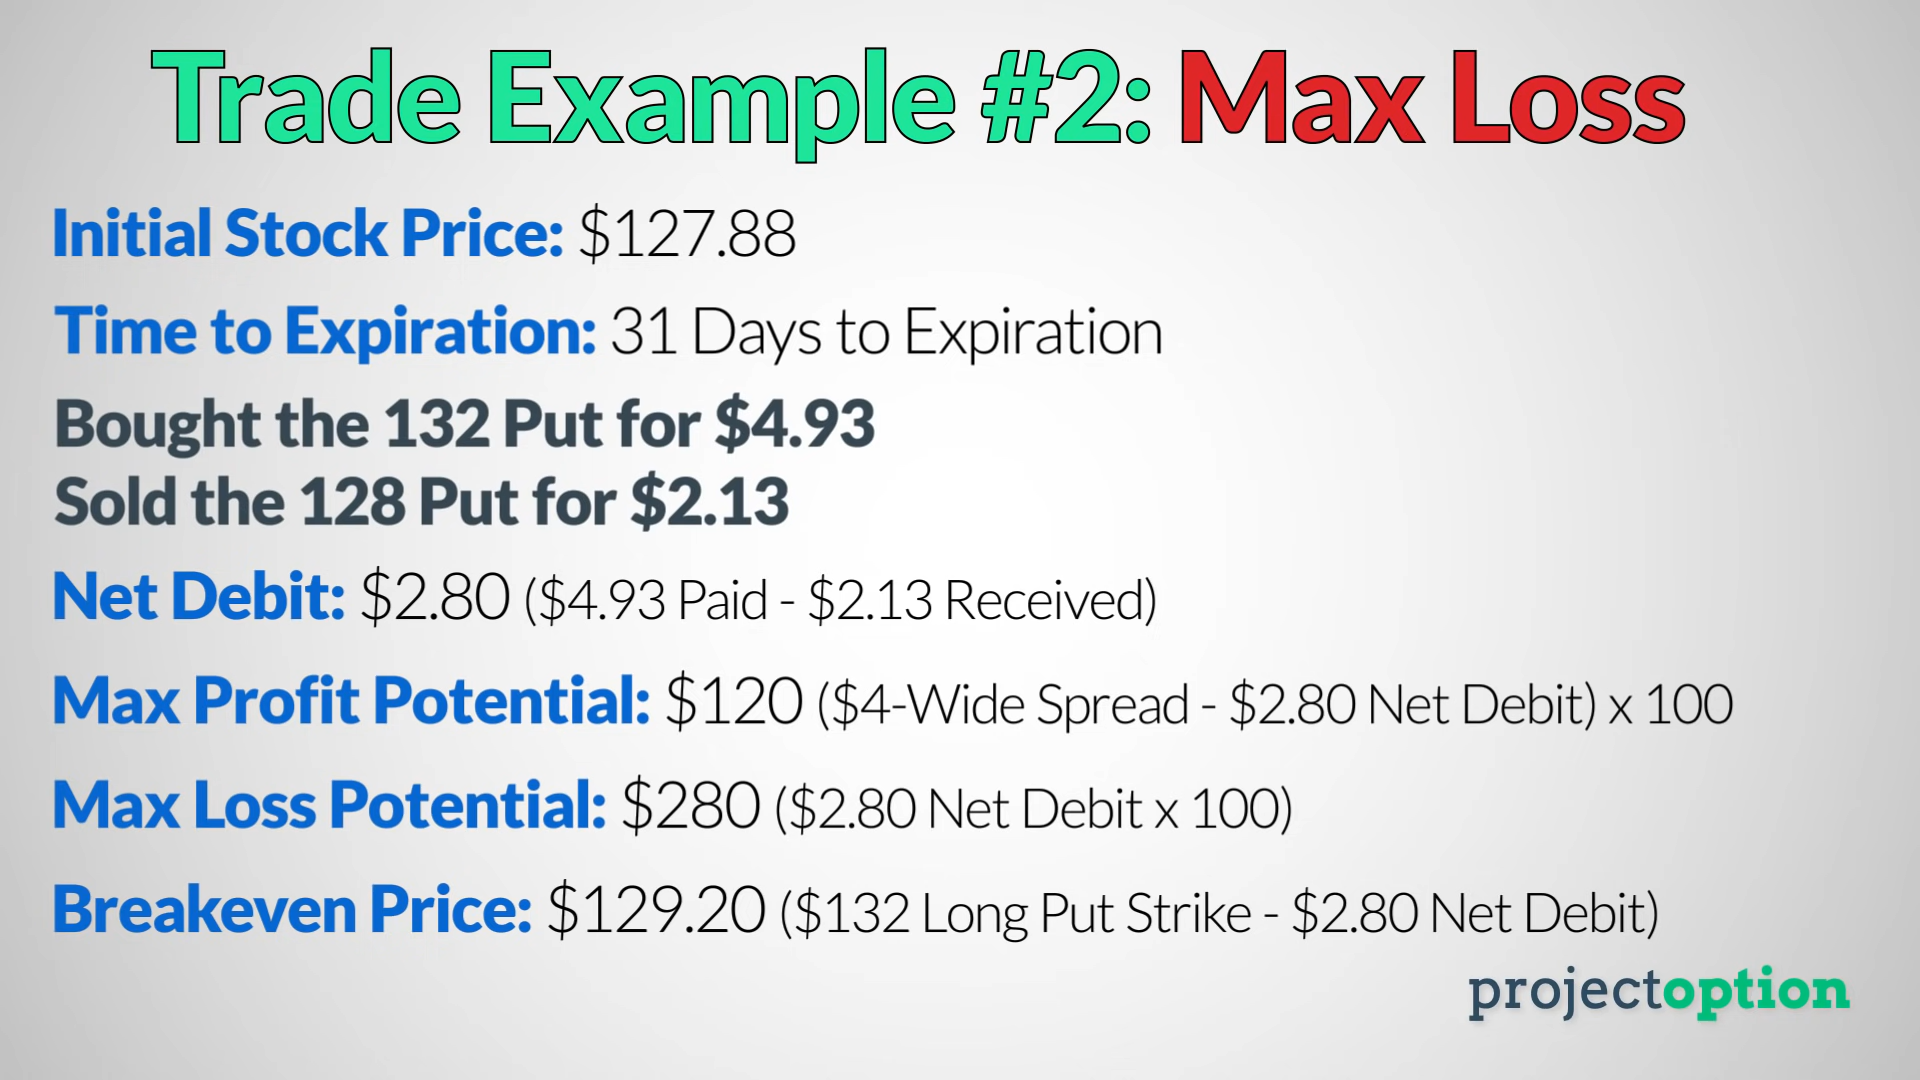 Trade Example #2: Max Loss
Initial Stock Price: $127.88
Time to Expiration: 31 Days to Expiration
Bought the 132 Put for $4.93
Sold the 128 Put for $2.13
Net Debit: $2.80 ($4.93 Paid - $2.13 Received)
Max Profit Potential: $120 ($4-Wide Spread - $2.80 Net Debit) x 100
Max Loss Potential: $280 ($2.80 Net Debit x 100)
Breakeven Price: $129.20 ($132 Long Put Strike - $2.80 Net Debit)
projectoption